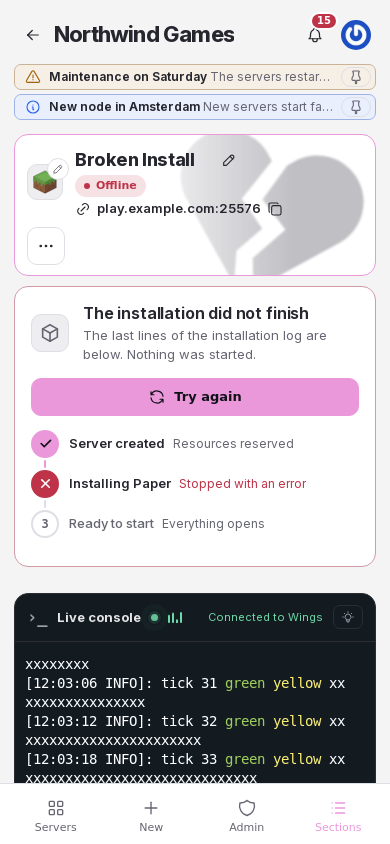 Northwind Games
15
Maintenance on Saturday The servers restar…
New node in Amsterdam New servers start fa…
Broken Install
Offline
play.example.com:25576
The installation did not finish
The last lines of the installation log are
below. Nothing was started.
Try again
Server created Resources reserved
Installing Paper Stopped with an error
3 Ready to start Everything opens
Live console
Connected to Wings
xxxxxxxx
[12:03:06 INFO]: tick 31 green yellow xx
xxxxxxxxxxxxxxx
[12:03:12 INFO]: tick 32 green yellow xx
xxxxxxxxxxxxxxxxxxxxxx
[12:03:18 INFO]: tick 33 green yellow xx
xxxxxxxxxxxxxxxxxxxxxxxxxxxxx
Servers
New
Admin
Sections